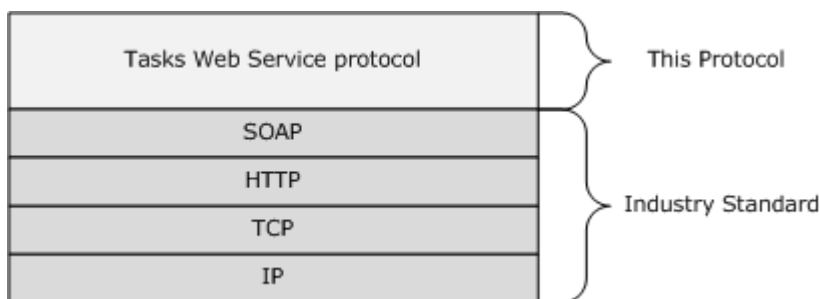 Tasks Web Service protocol
This Protocol
SOAP
HTTP
TCP
IP
Industry Standard